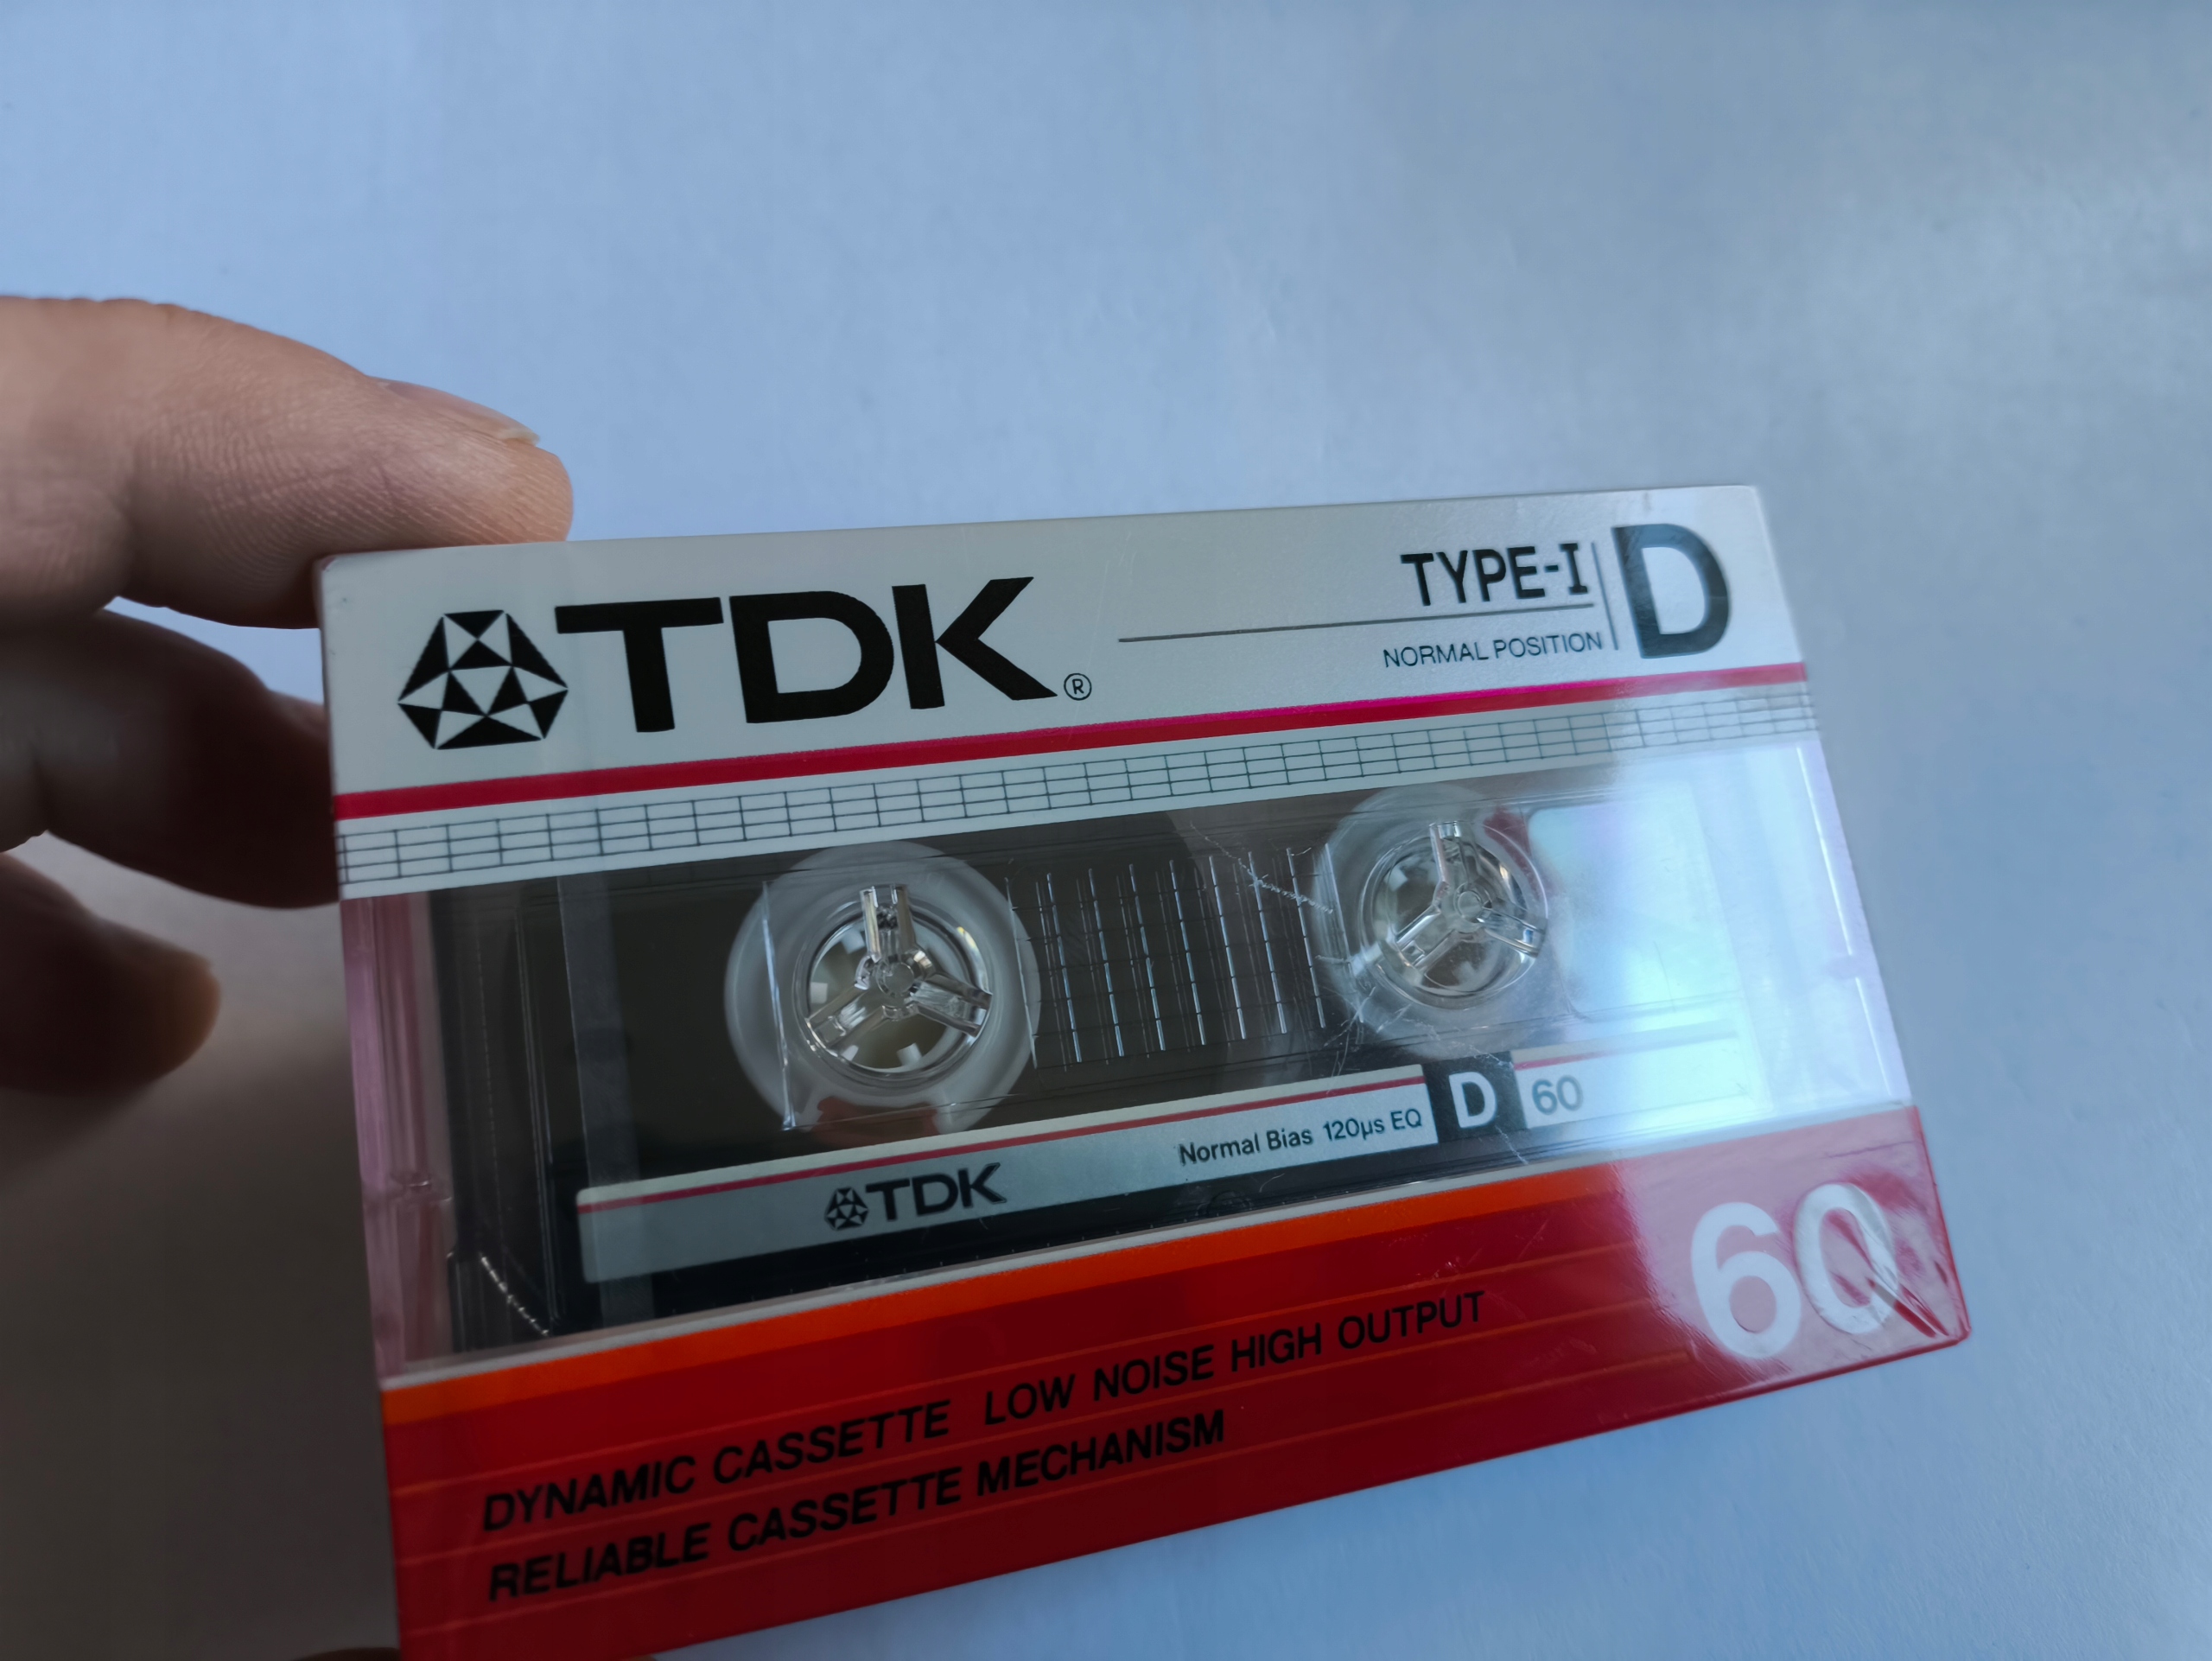 TDK®
TYPE-I D
NORMAL POSITION
TDK Normal Bias 120µs EQ D 60
60
DYNAMIC CASSETTE LOW NOISE HIGH OUTPUT
RELIABLE CASSETTE MECHANISM